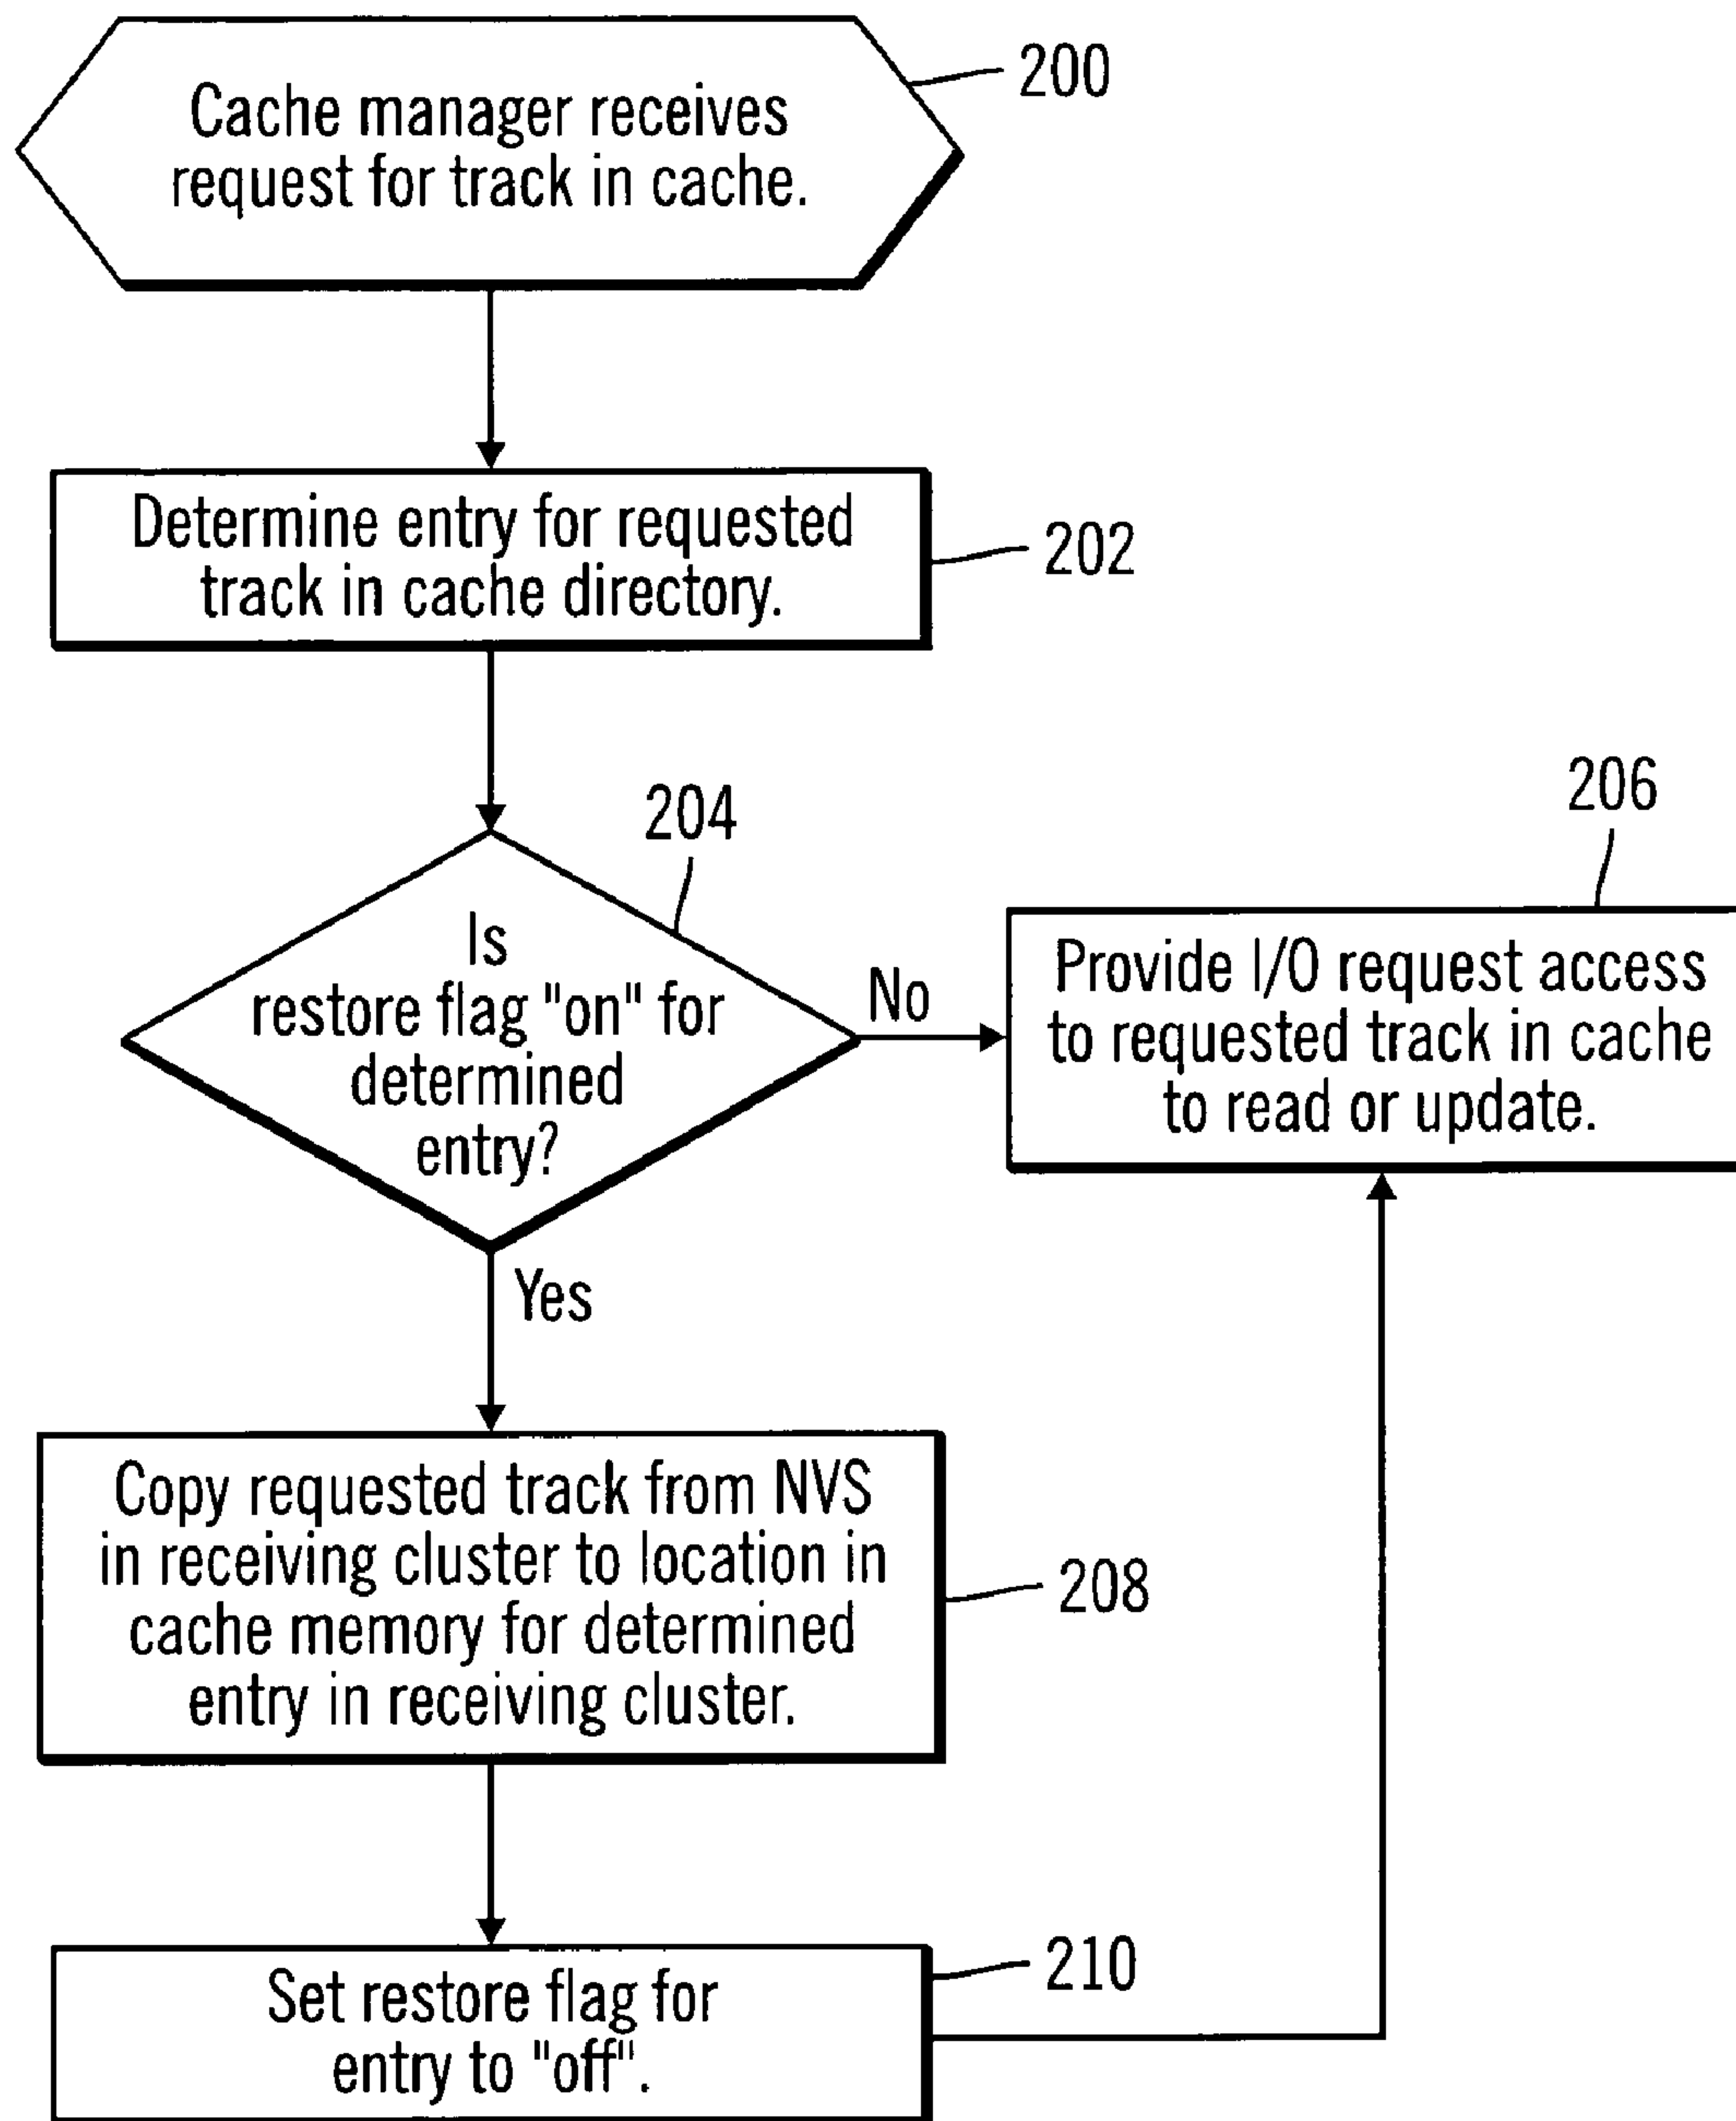 Cache manager receives
request for track in cache.
200
Determine entry for requested
track in cache directory.
202
204
Is
restore flag "on" for
determined
entry?
No
206
Provide I/O request access
to requested track in cache
to read or update.
Yes
Copy requested track from NVS
in receiving cluster to location in
cache memory for determined
entry in receiving cluster.
208
Set restore flag for
entry to "off".
210